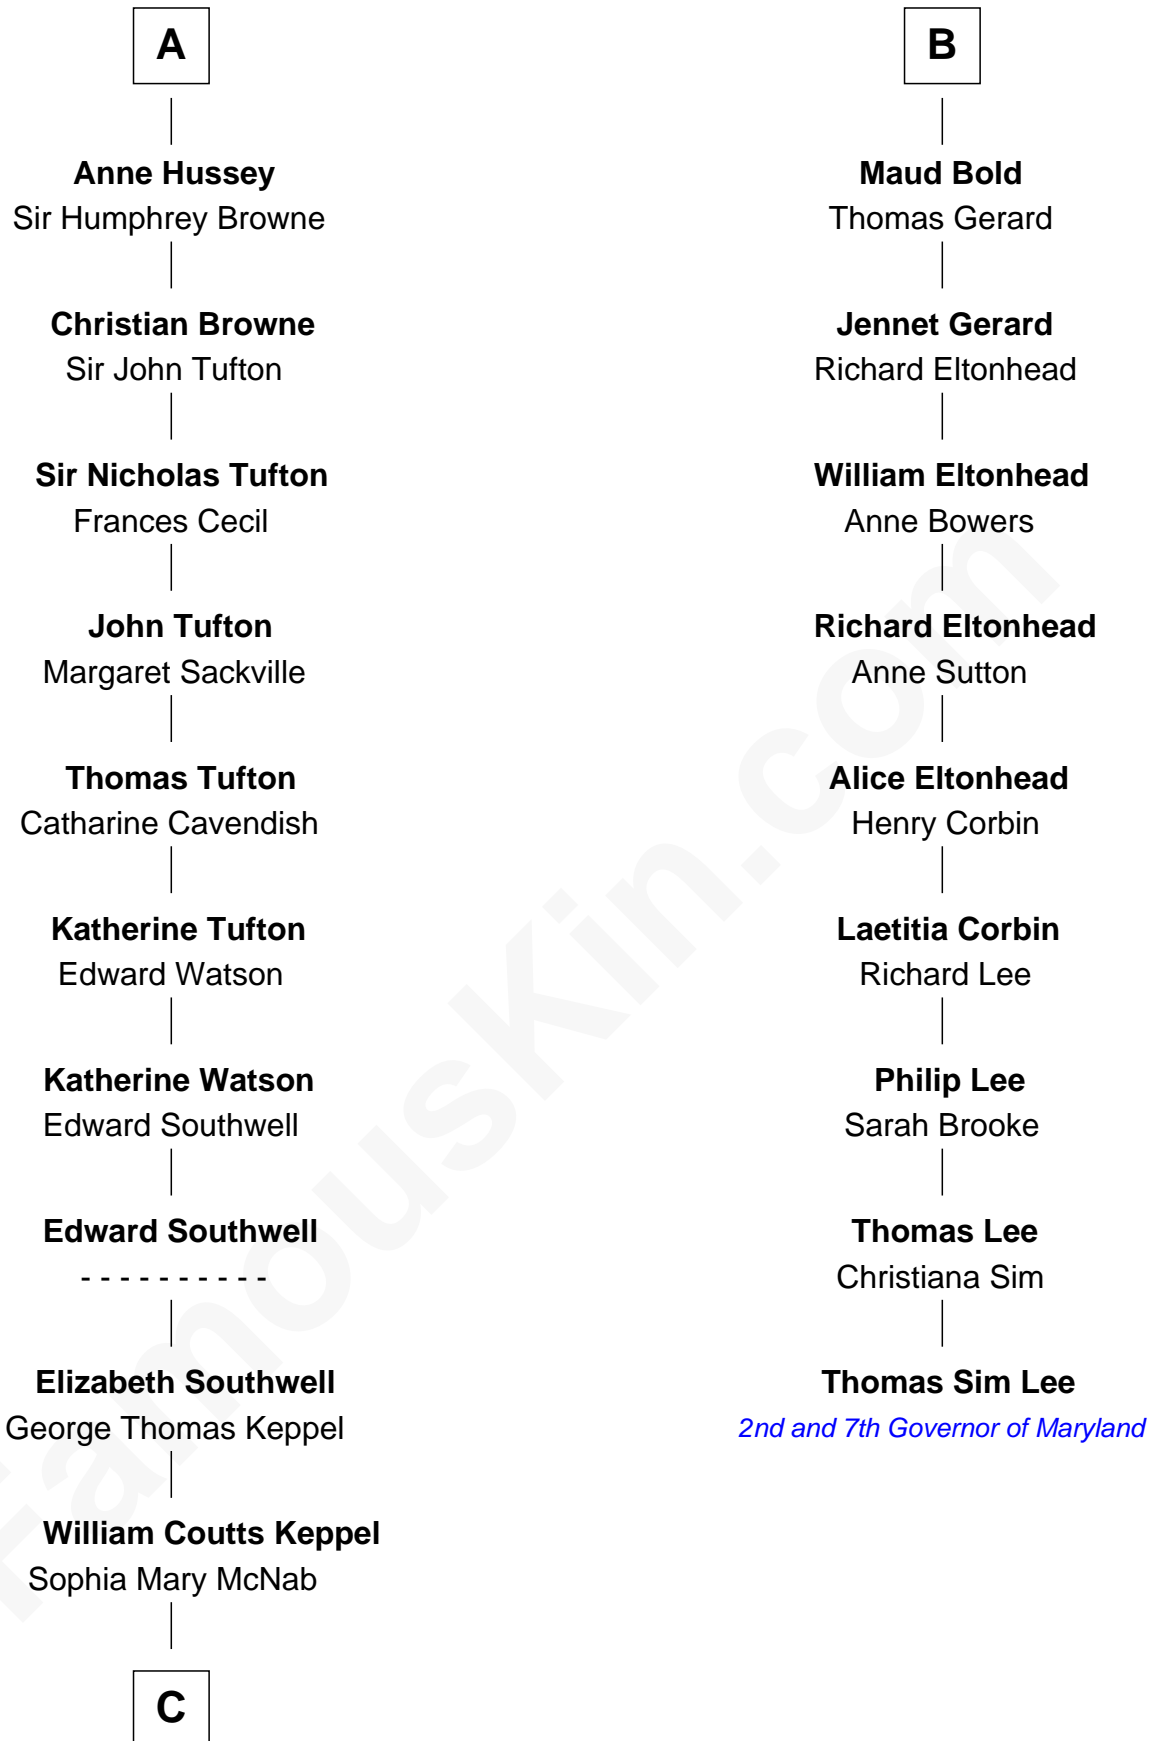 A
Anne Hussey
Sir Humphrey Browne
Christian Browne
Sir John Tufton
Sir Nicholas Tufton
Frances Cecil
John Tufton
Margaret Sackville
Thomas Tufton
Catharine Cavendish
Katherine Tufton
Edward Watson
Katherine Watson
Edward Southwell
Edward Southwell
- - - - - - - - - -
Elizabeth Southwell
George Thomas Keppel
William Coutts Keppel
Sophia Mary McNab
C
B
Maud Bold
Thomas Gerard
Jennet Gerard
Richard Eltonhead
William Eltonhead
Anne Bowers
Richard Eltonhead
Anne Sutton
Alice Eltonhead
Henry Corbin
Laetitia Corbin
Richard Lee
Philip Lee
Sarah Brooke
Thomas Lee
Christiana Sim
Thomas Sim Lee
2nd and 7th Governor of Maryland
FamousKin.com